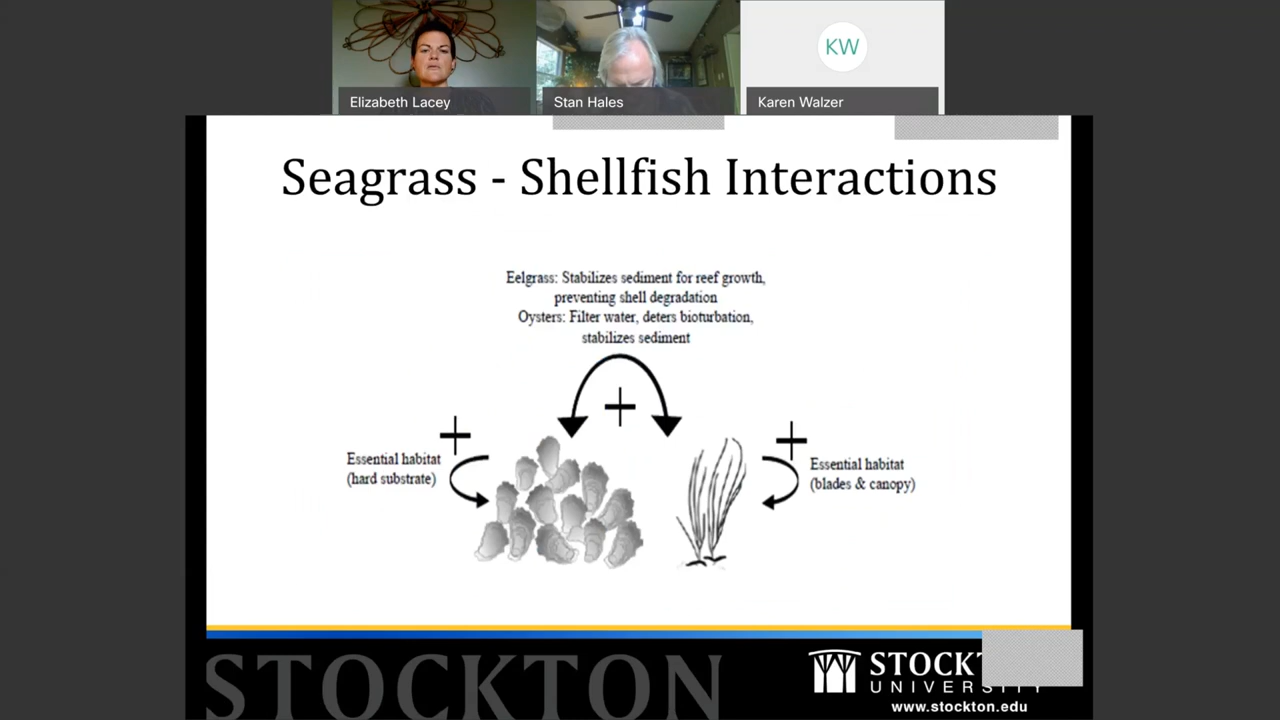 KW
Elizabeth Lacey
Stan Hales
Karen Walzer
Seagrass - Shellfish Interactions
Eelgrass: Stabilizes sediment for reef growth,
preventing shell degradation
Oysters: Filter water, deters bioturbation,
stabilizes sediment
+
+
+
Essential habitat
(hard substrate)
Essential habitat
(blades & canopy)
STOCKTON
UNIVERSITY
www.stockton.edu